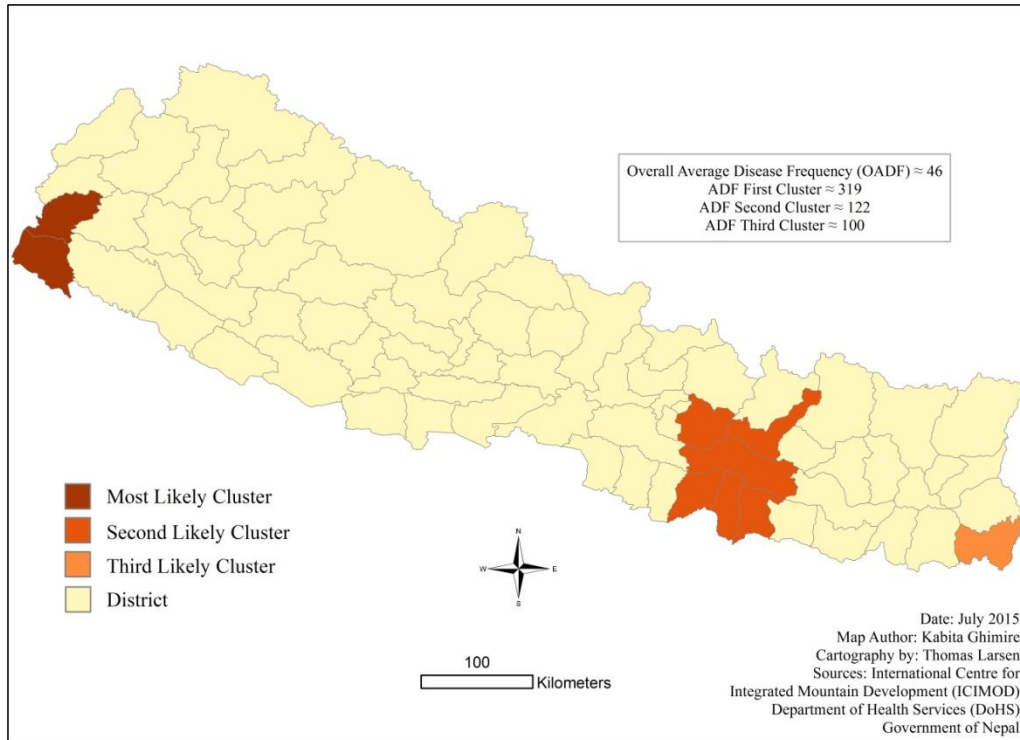 Overall Average Disease Frequency (OADF) ≈ 46
ADF First Cluster ≈ 319
ADF Second Cluster ≈ 122
ADF Third Cluster ≈ 100
Most Likely Cluster
Second Likely Cluster
Third Likely Cluster
District
N
W E
S
100
Kilometers
Date: July 2015
Map Author: Kabita Ghimire
Cartography by: Thomas Larsen
Sources: International Centre for
Integrated Mountain Development (ICIMOD)
Department of Health Services (DoHS)
Government of Nepal